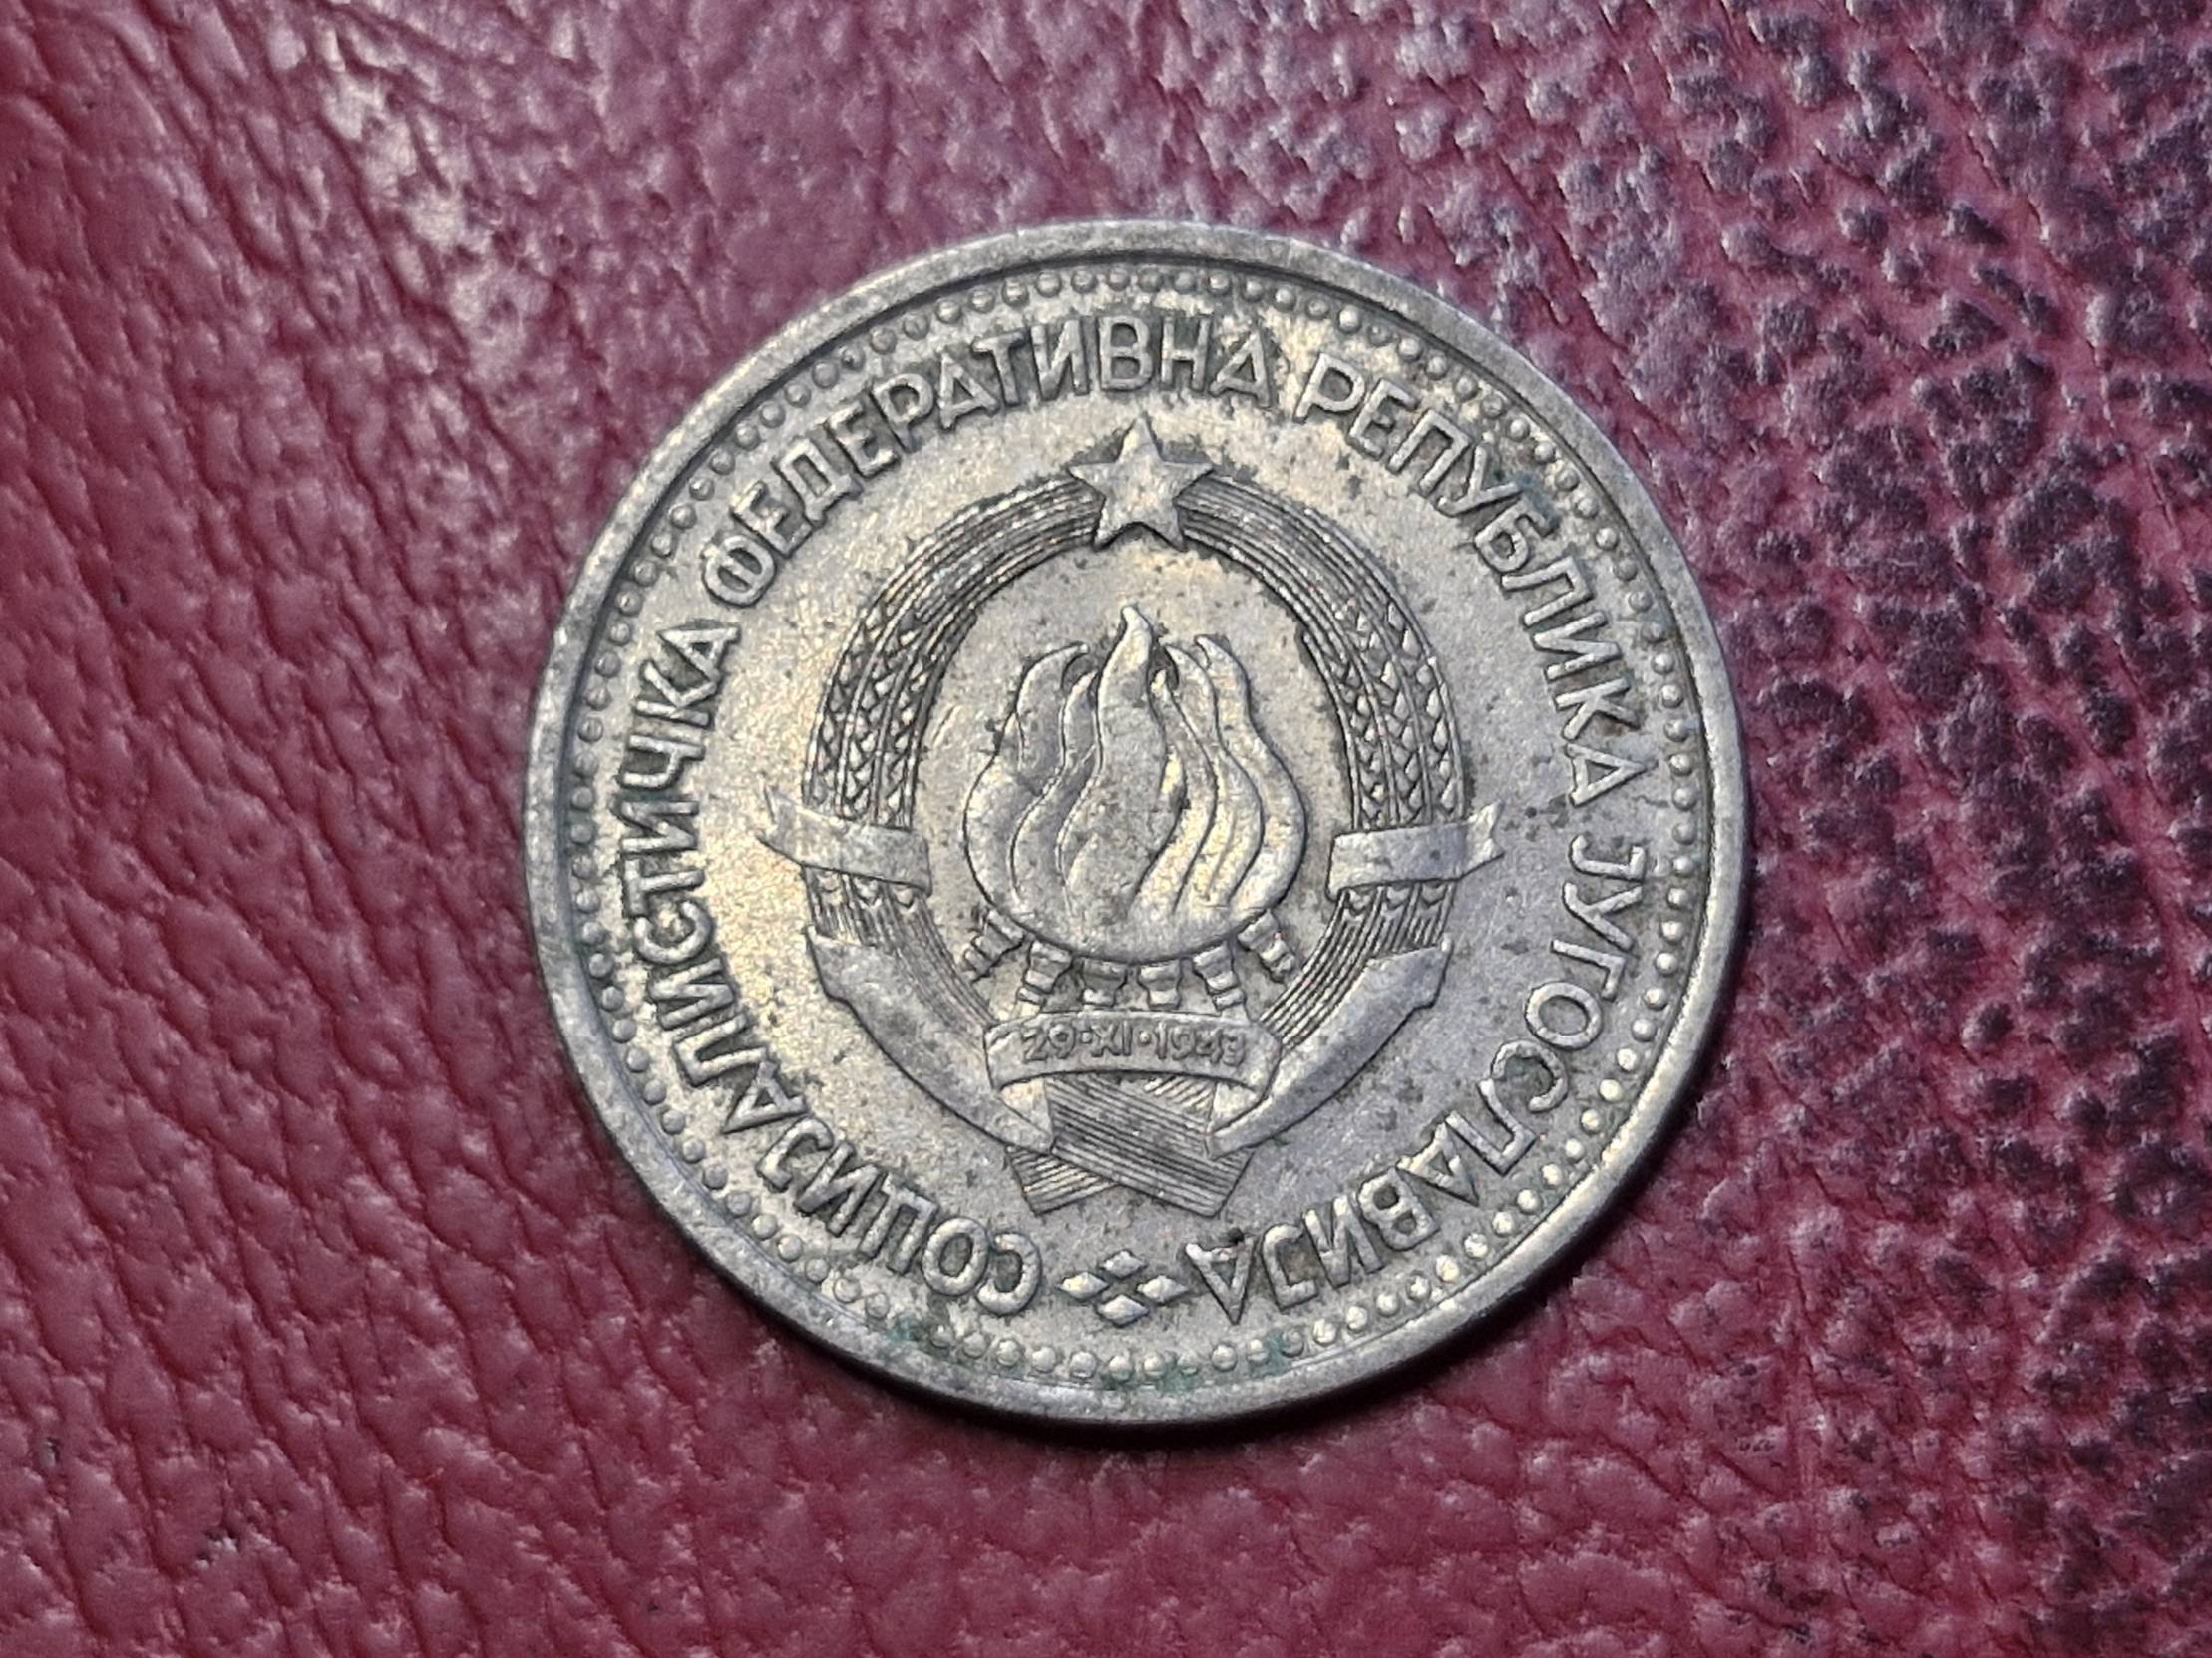 СОЦИЈАЛИСТИЧКА ФЕДЕРАТИВНА РЕПУБЛИКА ЈУГОСЛАВИЈА
29·XI·1943